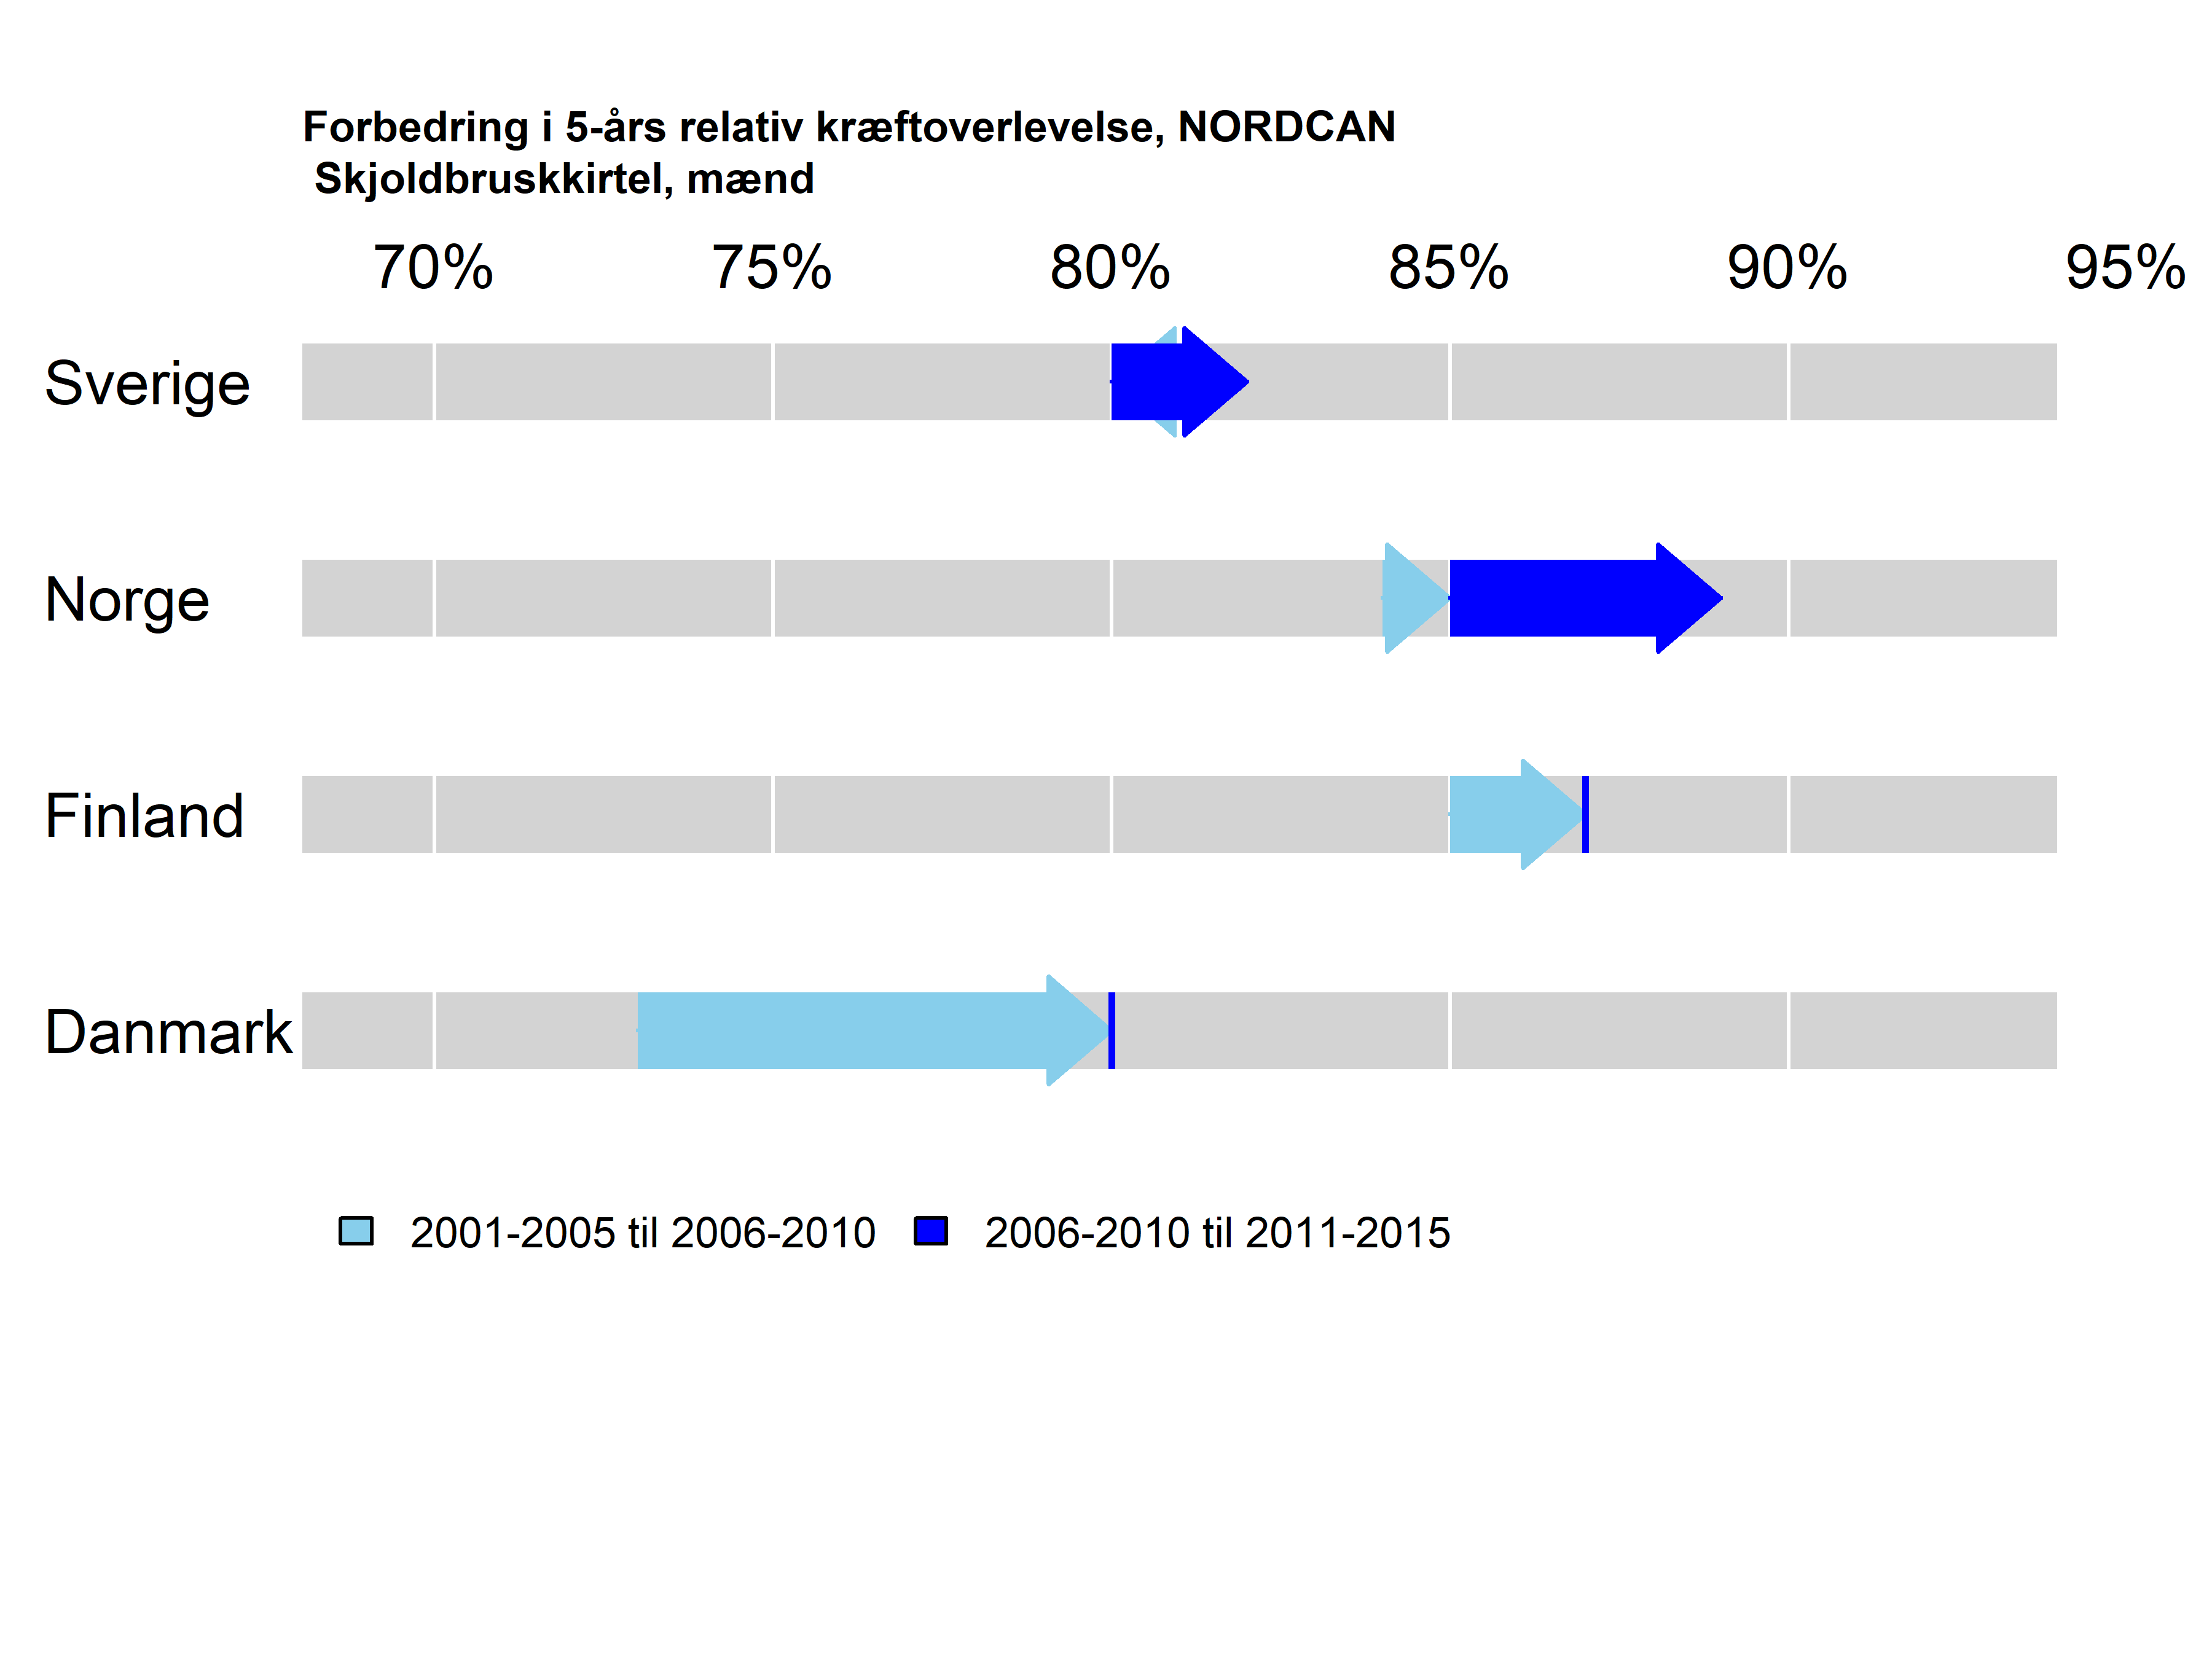 Forbedring i 5-års relativ kræftoverlevelse, NORDCAN
Skjoldbruskkirtel, mænd
70% 75% 80% 85% 90% 95%
Sverige
Norge
Finland
Danmark
2001-2005 til 2006-2010 2006-2010 til 2011-2015